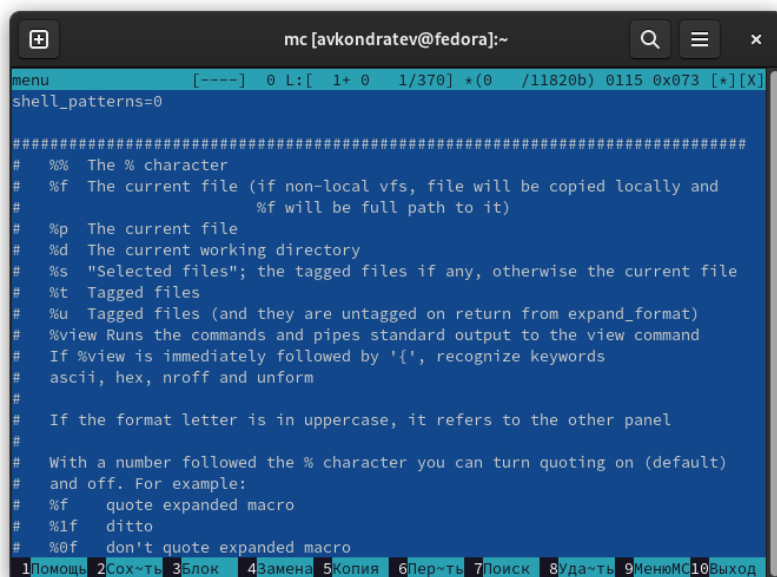 mc [avkondratev@fedora]:~
menu [----] 0 L:[ 1+ 0 1/370] *(0 /11820b) 0115 0x073 [*][X]
shell_patterns=0
##############################################################################
# %% The % character
# %f The current file (if non-local vfs, file will be copied locally and
# %f will be full path to it)
# %p The current file
# %d The current working directory
# %s "Selected files"; the tagged files if any, otherwise the current file
# %t Tagged files
# %u Tagged files (and they are untagged on return from expand_format)
# %view Runs the commands and pipes standard output to the view command
# If %view is immediately followed by '{', recognize keywords
# ascii, hex, nroff and unform
#
# If the format letter is in uppercase, it refers to the other panel
#
# With a number followed the % character you can turn quoting on (default)
# and off. For example:
# %f quote expanded macro
# %1f ditto
# %0f don't quote expanded macro
1Помощь 2Сох~ть 3Блок 4Замена 5Копия 6Пер~ть 7Поиск 8Уда~ть 9МенюMC 10Выход